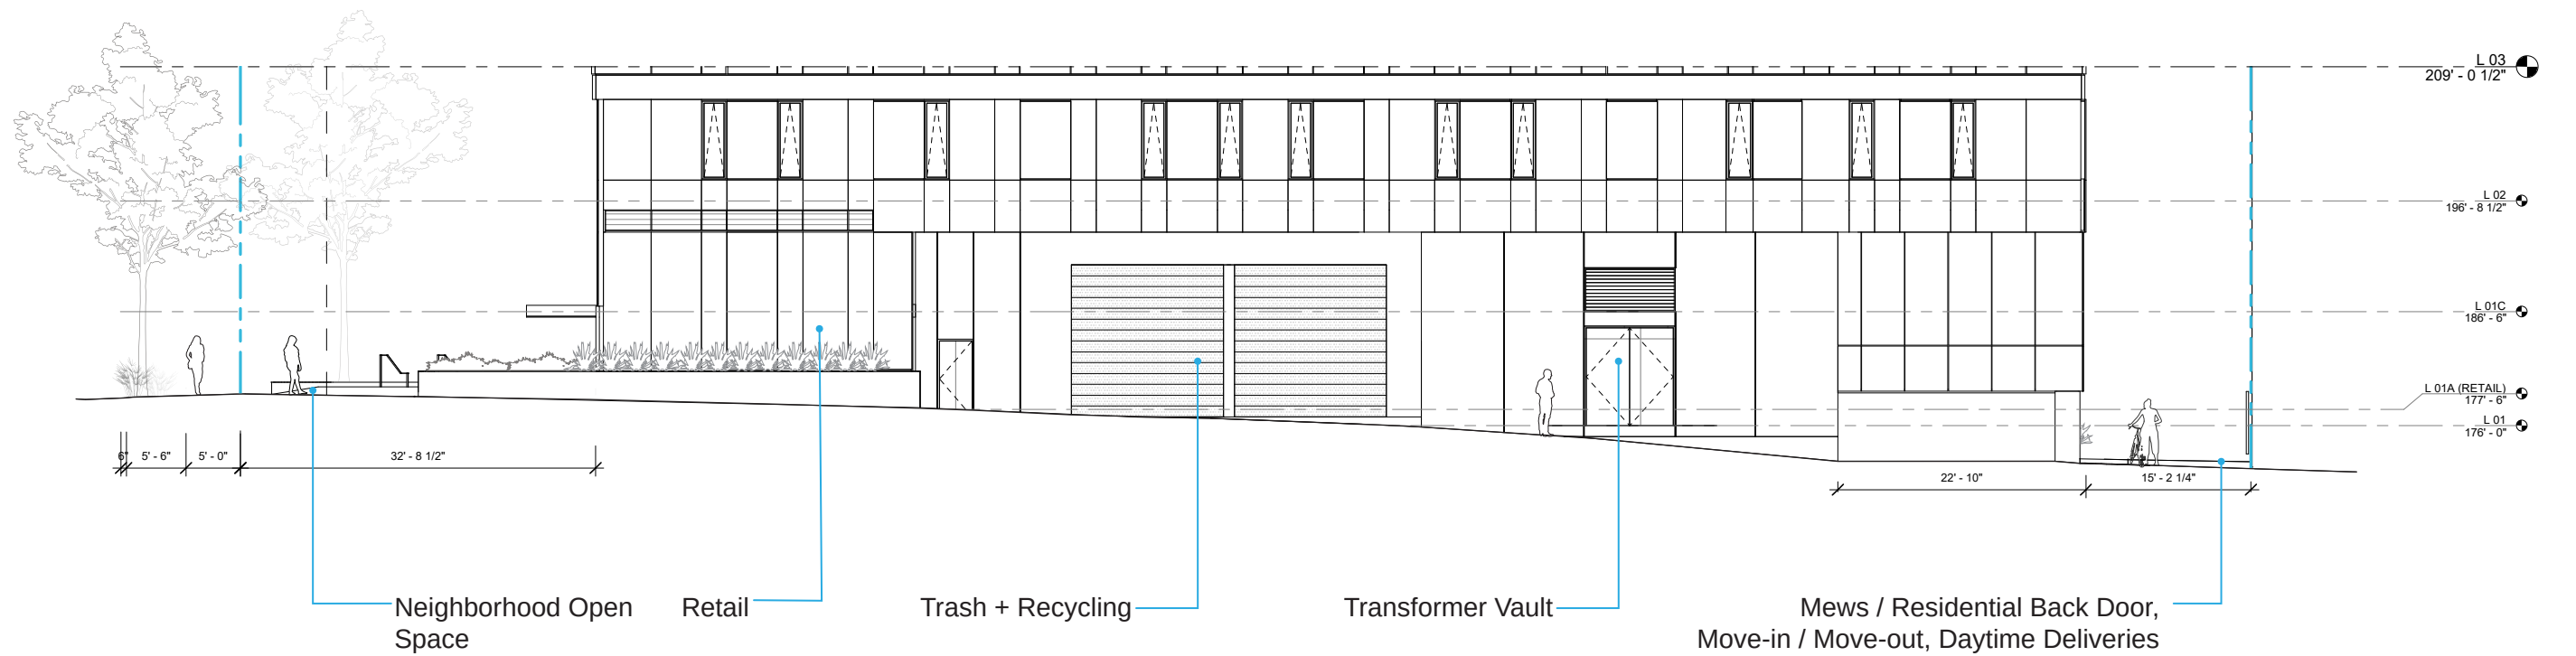 L 03
209' - 0 1/2"
L 02
196' - 8 1/2"
L 01C
186' - 6"
L 01A (RETAIL)
177' - 6"
L 01
176' - 0"
6" 5' - 6" 5' - 0" 32' - 8 1/2"
22' - 10" 15' - 2 1/4"
Neighborhood Open
Space
Retail
Trash + Recycling
Transformer Vault
Mews / Residential Back Door,
Move-in / Move-out, Daytime Deliveries